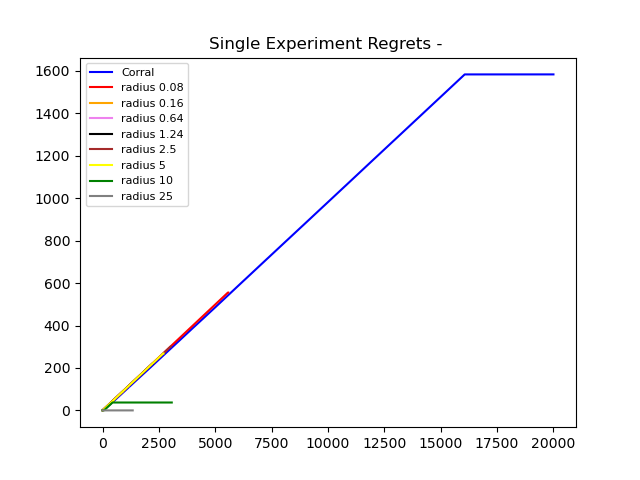 Single Experiment Regrets -
Corral
radius 0.08
radius 0.16
radius 0.64
radius 1.24
radius 2.5
radius 5
radius 10
radius 25
1600
1400
1200
1000
800
600
400
200
0
0 2500 5000 7500 10000 12500 15000 17500 20000